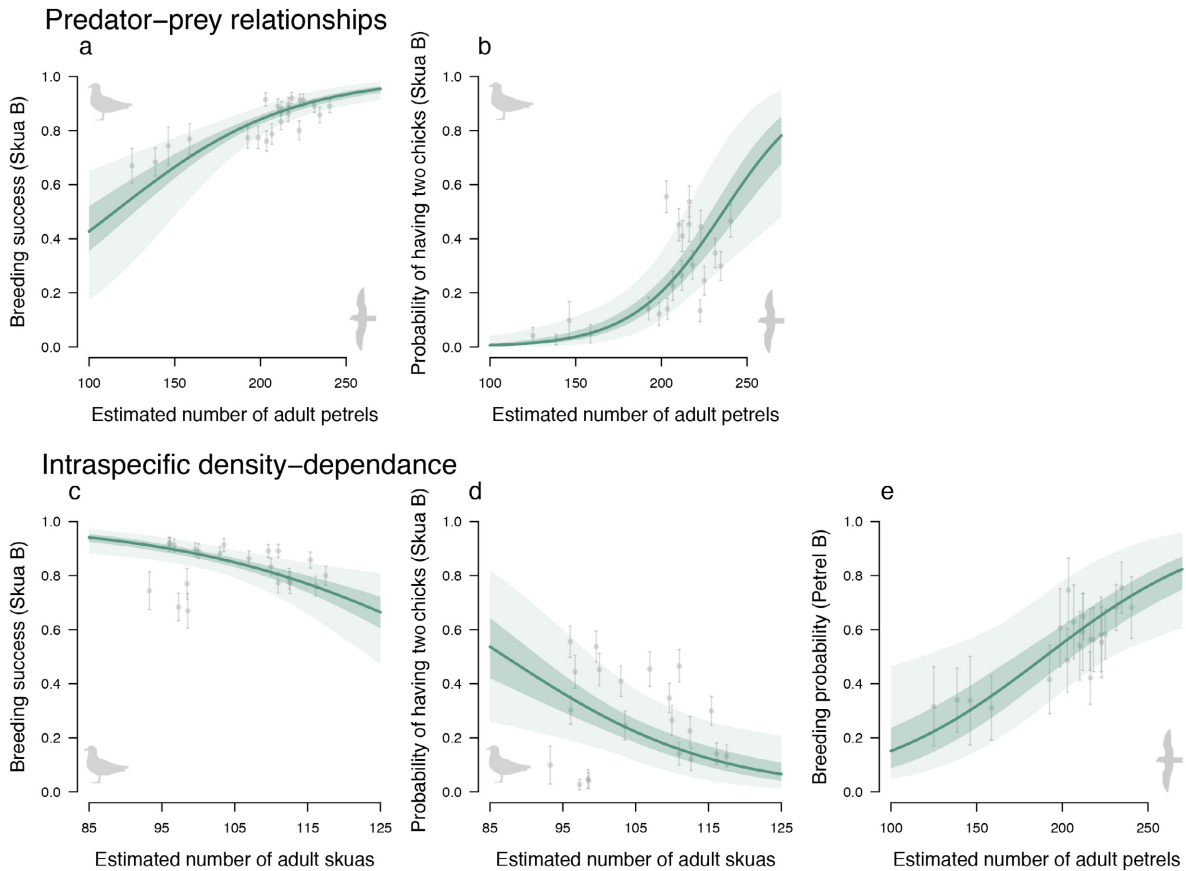 Predator−prey relationships
a
Breeding success (Skua B)
1.0
0.8
0.6
0.4
0.2
0.0
100 150 200 250
Estimated number of adult petrels
b
Probability of having two chicks (Skua B)
1.0
0.8
0.6
0.4
0.2
0.0
100 150 200 250
Estimated number of adult petrels
Intraspecific density−dependance
c
Breeding success (Skua B)
1.0
0.8
0.6
0.4
0.2
0.0
85 95 105 115 125
Estimated number of adult skuas
d
Probability of having two chicks (Skua B)
1.0
0.8
0.6
0.4
0.2
0.0
85 95 105 115 125
Estimated number of adult skuas
e
Breeding probability (Petrel B)
1.0
0.8
0.6
0.4
0.2
0.0
100 150 200 250
Estimated number of adult petrels